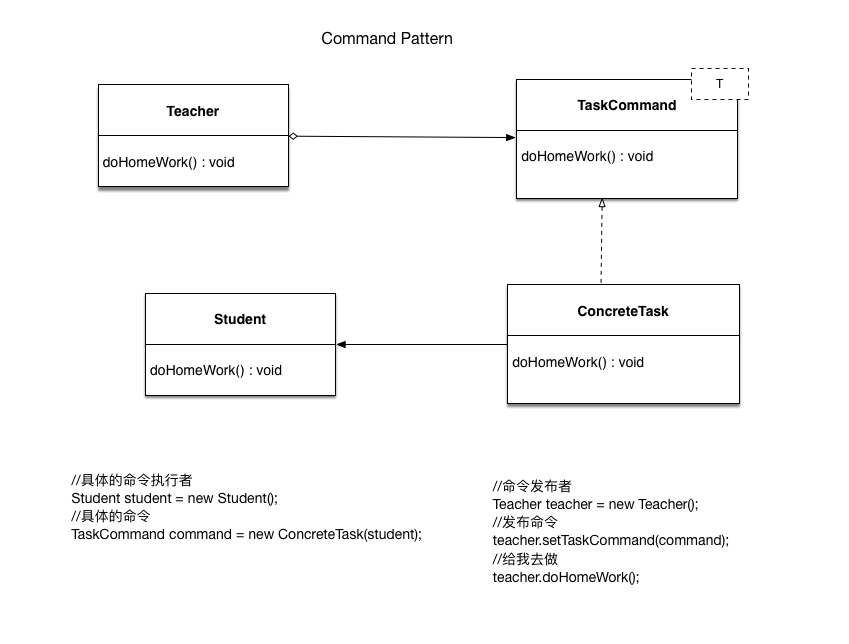 Command Pattern
Teacher
doHomeWork() : void
T
TaskCommand
doHomeWork() : void
Student
doHomeWork() : void
ConcreteTask
doHomeWork() : void
//具体的命令执行者
Student student = new Student();
//具体的命令
TaskCommand command = new ConcreteTask(student);
//命令发布者
Teacher teacher = new Teacher();
//发布命令
teacher.setTaskCommand(command);
//给我去做
teacher.doHomeWork();